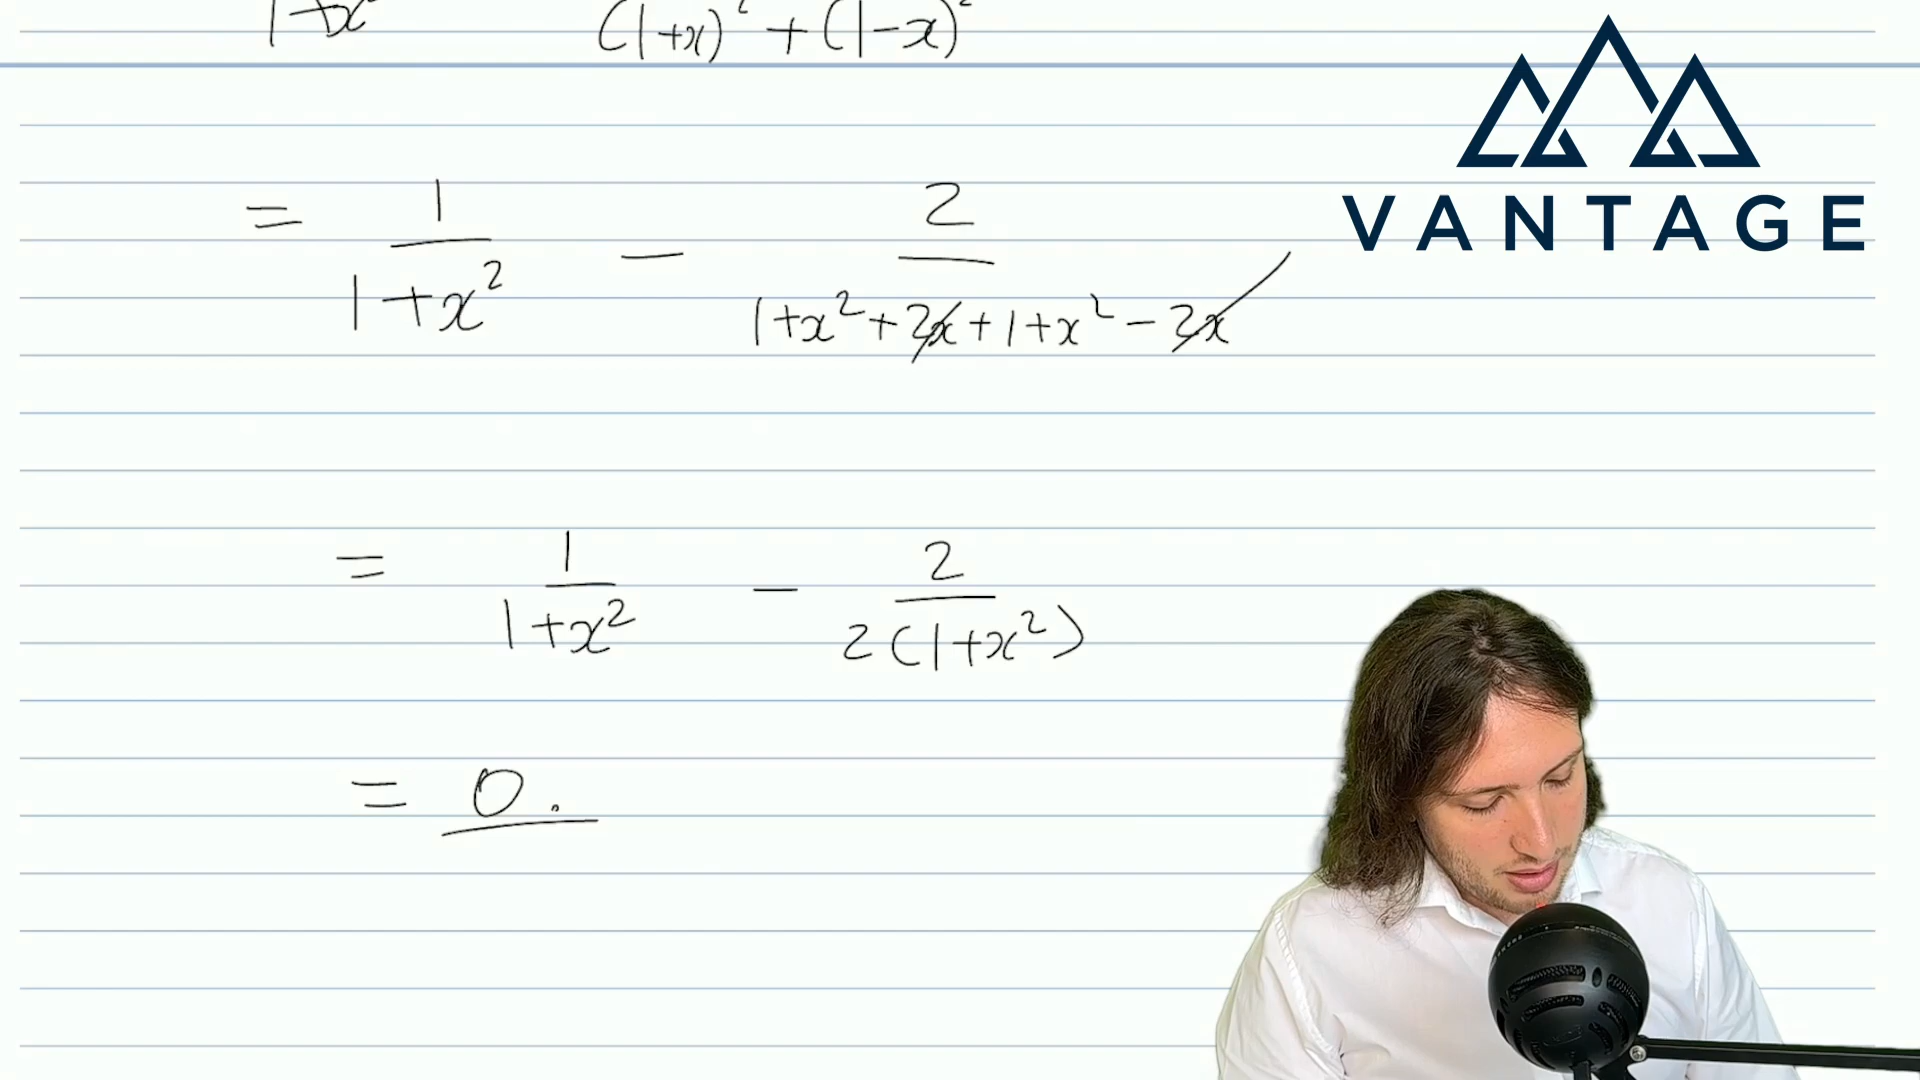 1+x² (1+x)² + (1-x)²
VANTAGE
= 1/(1+x²) - 2/(1+x²+2x+1+x²-2x)
= 1/(1+x²) - 2/(2(1+x²))
= 0.